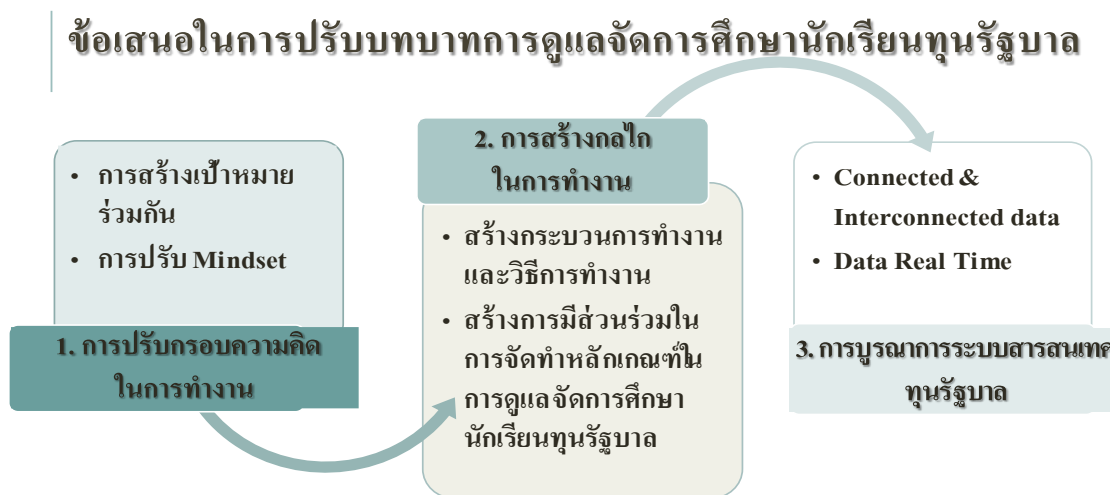 ข้อเสนอในการปรับบทบาทการดูแลจัดการศึกษานักเรียนทุนรัฐบาล
• การสร้างเป้าหมาย
ร่วมกัน
• การปรับ Mindset
1. การปรับกรอบความคิด
ในการทำงาน
2. การสร้างกลไก
ในการทำงาน
• สร้างกระบวนการทำงาน
และวิธีการทำงาน
• สร้างการมีส่วนร่วมใน
การจัดทำหลักเกณฑ์ใน
การดูแลจัดการศึกษา
นักเรียนทุนรัฐบาล
• Connected &
Interconnected data
• Data Real Time
3. การบูรณาการระบบสารสนเทศ
ทุนรัฐบาล